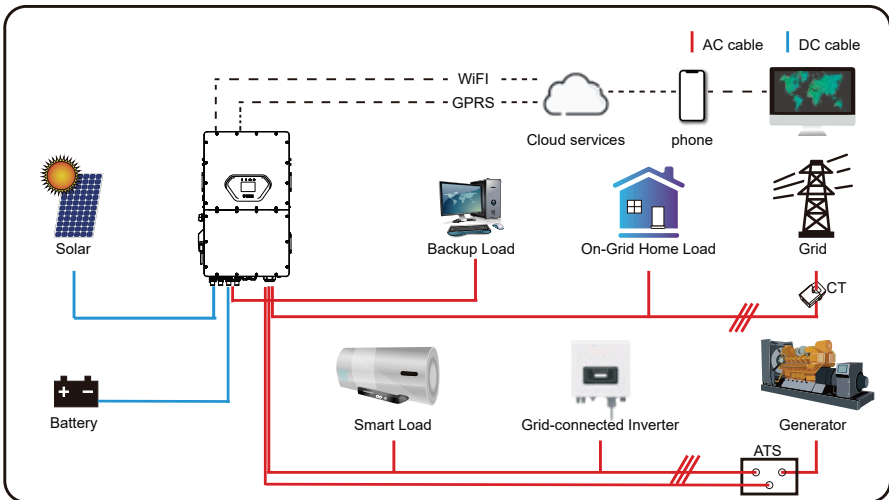 AC cable
DC cable
WiFI
GPRS
Cloud services
phone
Solar
Backup Load
On-Grid Home Load
Grid
CT
Battery
Smart Load
Grid-connected Inverter
Generator
ATS